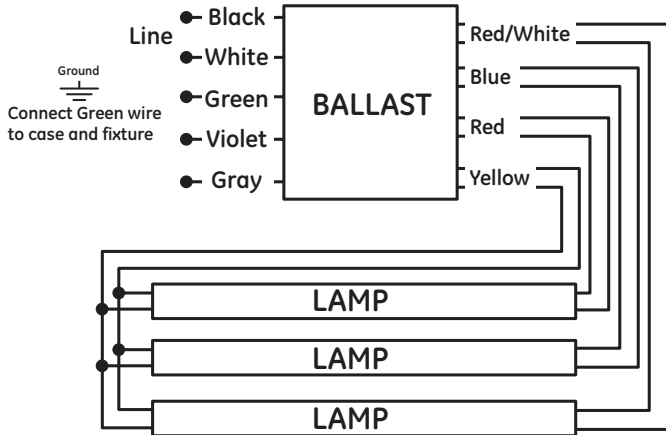 Line
Black
White
Green
Violet
Gray
Ground
Connect Green wire
to case and fixture
BALLAST
Red/White
Blue
Red
Yellow
LAMP
LAMP
LAMP